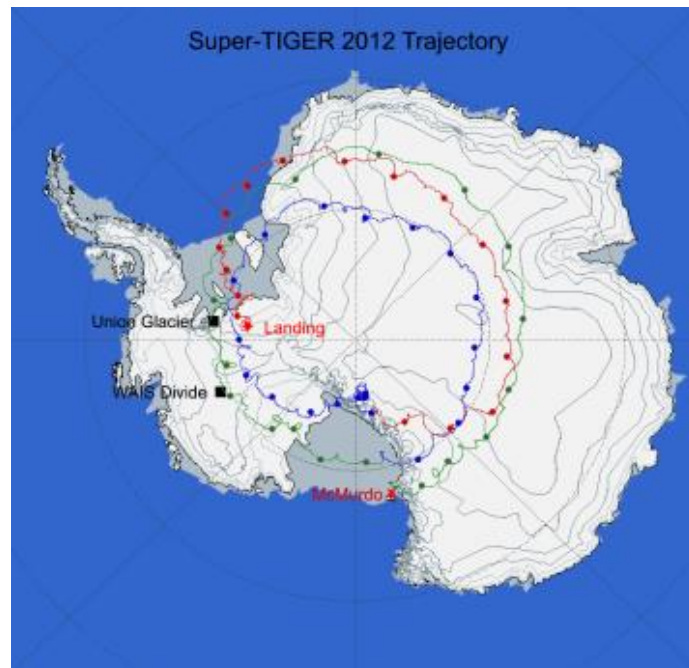 Super-TIGER 2012 Trajectory
Union Glacier
Landing
WAIS Divide
McMurdo